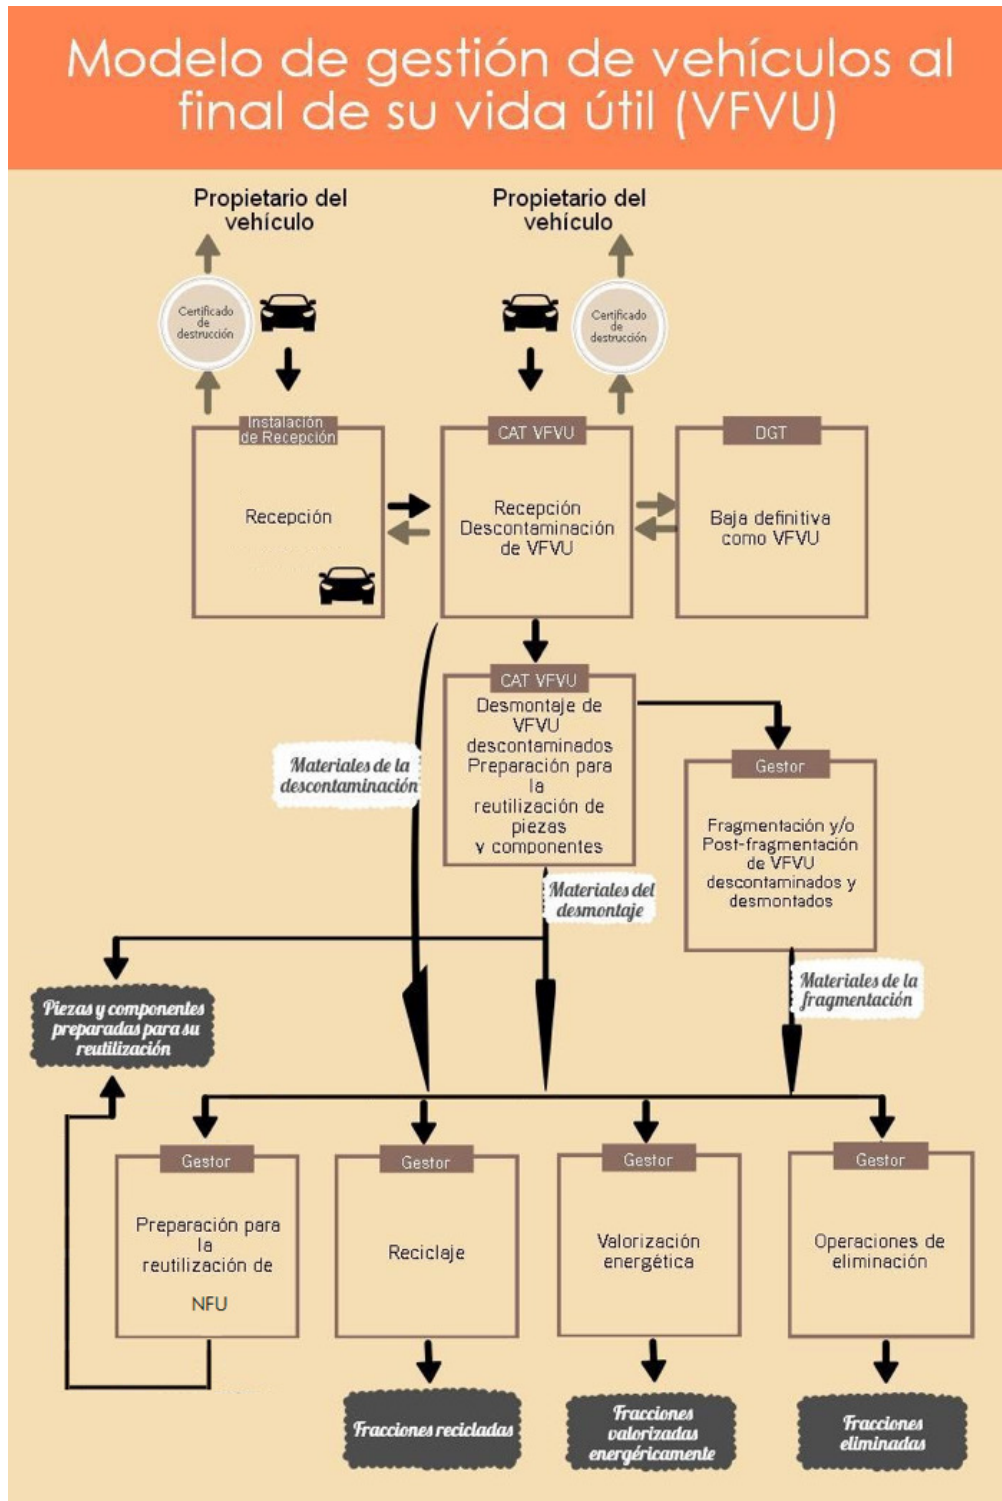 Modelo de gestión de vehículos al
final de su vida útil (VFVU)
Propietario del
vehículo
Propietario del
vehículo
Certificado
de
destrucción
Certificado
de
destrucción
Instalación
de Recepción
Recepción
CAT VFVU
Recepción
Descontaminación
de VFVU
DGT
Baja definitiva
como VFVU
CAT VFVU
Desmontaje de
VFVU
descontaminados
Preparación para
la
reutilización de
piezas
y componentes
Materiales de la
descontaminación
Gestor
Fragmentación y/o
Post-fragmentación
de VFVU
descontaminados y
desmontados
Materiales del
desmontaje
Materiales de la
fragmentación
Piezas y componentes
preparadas para su
reutilización
Gestor
Preparación para
la
reutilización de
NFU
Gestor
Reciclaje
Gestor
Valorización
energética
Gestor
Operaciones de
eliminación
Fracciones recicladas
Fracciones
valorizadas
energéricamente
Fracciones
eliminadas